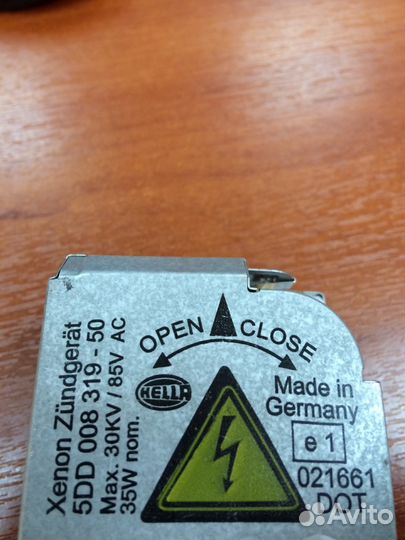 Xenon Zündgerät
5DD 008 319 - 50
Max. 30KV / 85V AC
35W nom.
OPEN CLOSE
HELLA
Made in
Germany
e 1
021661
DOT
Avito